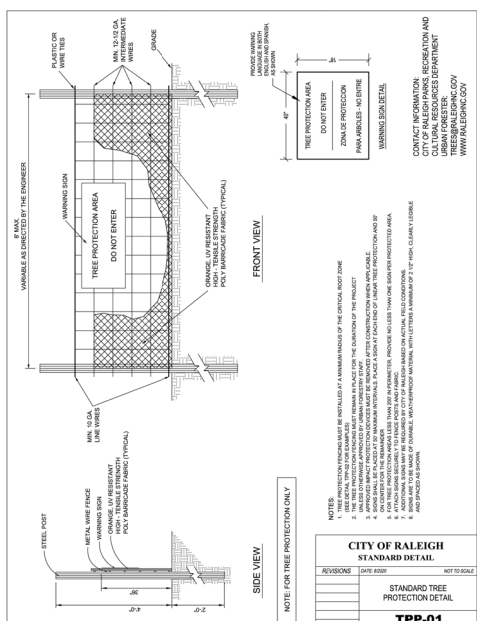 PLASTIC OR
WIRE TIES
MIN. 12-1/2 GA.
INTERMEDIATE
WIRES
GRADE
8' MAX.
VARIABLE AS DIRECTED BY THE ENGINEER
WARNING SIGN
TREE PROTECTION AREA
DO NOT ENTER
ORANGE, UV RESISTANT
HIGH - TENSILE STRENGTH
POLY BARRICADE FABRIC (TYPICAL)
MIN. 10 GA.
LINE WIRES
FRONT VIEW
STEEL POST
METAL WIRE FENCE
WARNING SIGN
ORANGE, UV RESISTANT
HIGH - TENSILE STRENGTH
POLY BARRICADE FABRIC (TYPICAL)
36"
4'-0"
2'-0"
SIDE VIEW
PROVIDE WARNING
LANGUAGE IN BOTH
ENGLISH AND SPANISH,
AS SHOWN
40"
TREE PROTECTION AREA
DO NOT ENTER
ZONA DE PROTECCION
PARA ARBOLES - NO ENTRE
WARNING SIGN DETAIL
CONTACT INFORMATION:
CITY OF RALEIGH PARKS, RECREATION AND
CULTURAL RESOURCES DEPARTMENT
URBAN FORESTER:
TREES@RALEIGHNC.GOV
WWW.RALEIGHNC.GOV
NOTE: FOR TREE PROTECTION ONLY
NOTES:
1. TREE PROTECTION FENCING MUST BE INSTALLED AT A MINIMUM RADIUS OF THE CRITICAL ROOT ZONE
(SEE DETAIL TPP-02 FOR EXAMPLES)
2. THE TREE PROTECTION FENCING MUST REMAIN IN PLACE FOR THE DURATION OF THE PROJECT
UNLESS OTHERWISE APPROVED BY URBAN FORESTRY STAFF.
3. APPROVED IMPACT PROTECTION DEVICES MUST BE REMOVED AFTER CONSTRUCTION WHEN APPLICABLE.
4. SIGNS SHALL BE PLACED AT 50' MAXIMUM INTERVALS. PLACE A SIGN AT EACH END OF LINEAR TREE PROTECTION AND 50'
ON CENTER FOR THE REMAINDER
5. FOR TREE PROTECTION AREAS LESS THAN 200' IN PERIMETER, PROVIDE NO LESS THAN ONE SIGN PER PROTECTED AREA.
6. ATTACH SIGNS SECURELY TO FENCE POSTS AND FABRIC.
7. ADDITIONAL SIGNS MAY BE REQUIRED BY CITY OF RALEIGH BASED ON ACTUAL FIELD CONDITIONS.
8. SIGNS ARE TO BE MADE OF DURABLE, WEATHERPROOF MATERIAL WITH LETTERS A MINIMUM OF 2 1/2" HIGH, CLEARLY LEGIBLE
AND SPACED AS SHOWN.
CITY OF RALEIGH
STANDARD DETAIL
REVISIONS DATE: 8/2020 NOT TO SCALE
STANDARD TREE
PROTECTION DETAIL
TPP-01